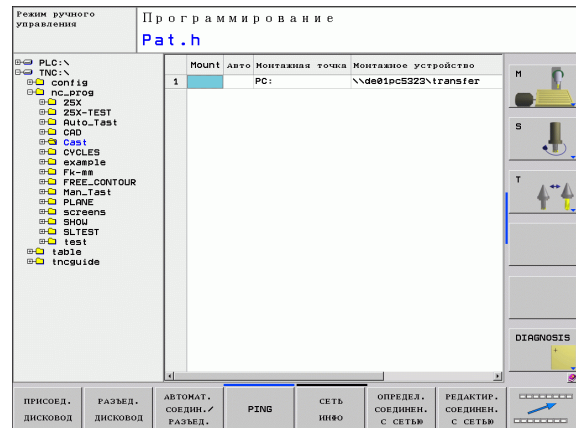 Режим ручного
управления
Программирование
Pat.h
PLC:\
TNC:\
config
nc_prog
25X
25X-TEST
Auto_Tast
CAD
Cast
CYCLES
example
Fk-mm
FREE_CONTOUR
Man_Tast
PLANE
screens
SHOW
SLTEST
test
table
tncguide
Mount Авто Монтажная точка Монтажное устройство
1 PC: \\de01pc5323\transfer
M
S
T
DIAGNOSIS
ПРИСОЕД.
ДИСКОВОД
РАЗЪЕД.
ДИСКОВОД
АВТОМАТ.
СОЕДИН./
РАЗЪЕД.
PING
СЕТЬ
ИНФО
ОПРЕДЕЛ.
СОЕДИНЕН.
С СЕТЬЮ
РЕДАКТИР.
СОЕДИНЕН.
С СЕТЬЮ